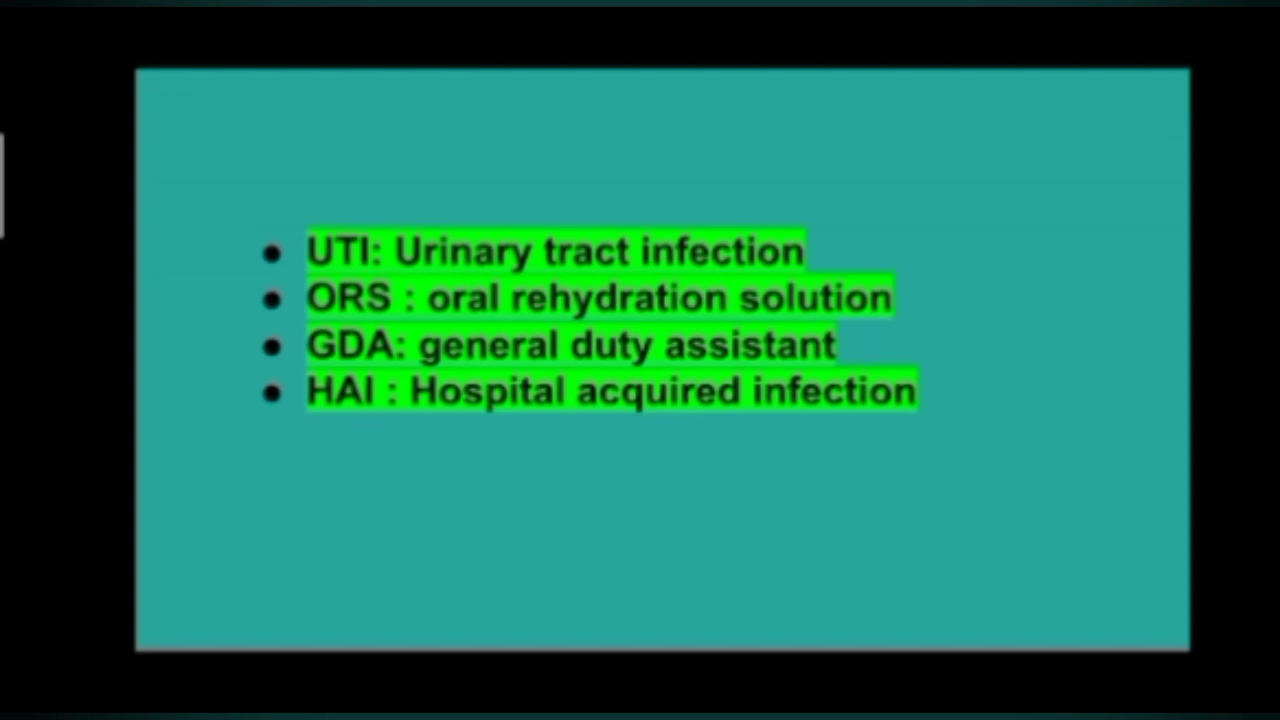 • UTI: Urinary tract infection
• ORS : oral rehydration solution
• GDA: general duty assistant
• HAI : Hospital acquired infection